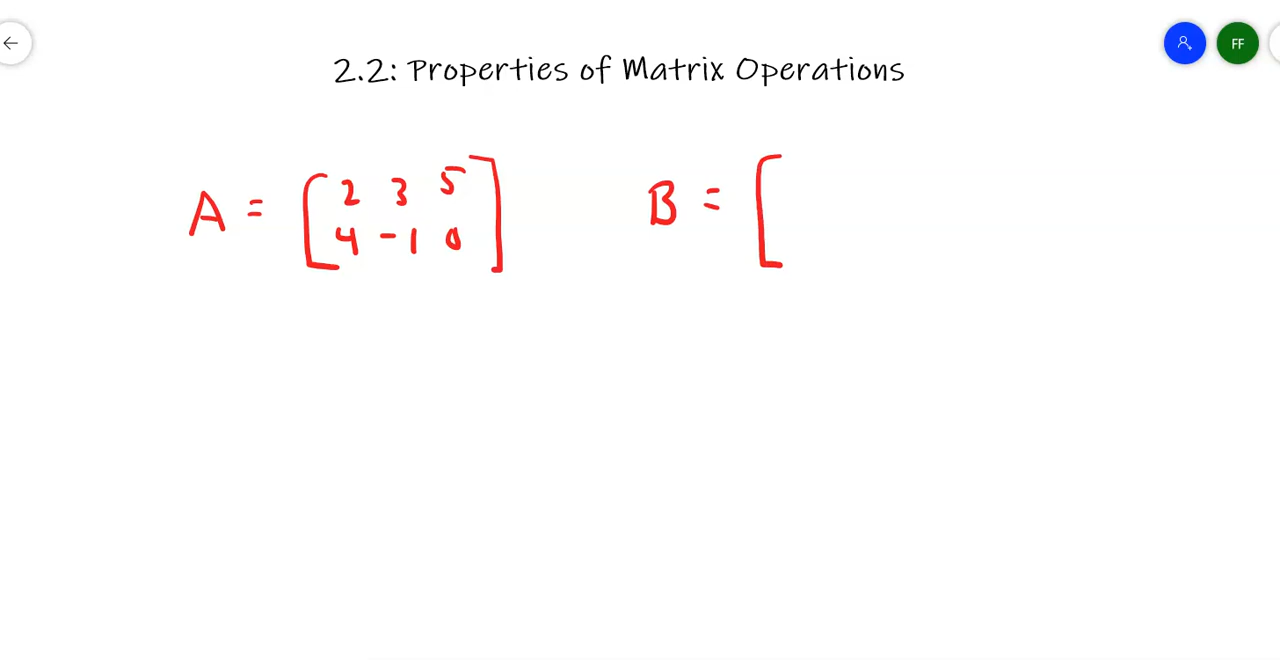 FF
2.2: Properties of Matrix Operations
A = [ 2 3 5
4 -1 0 ]
B = [